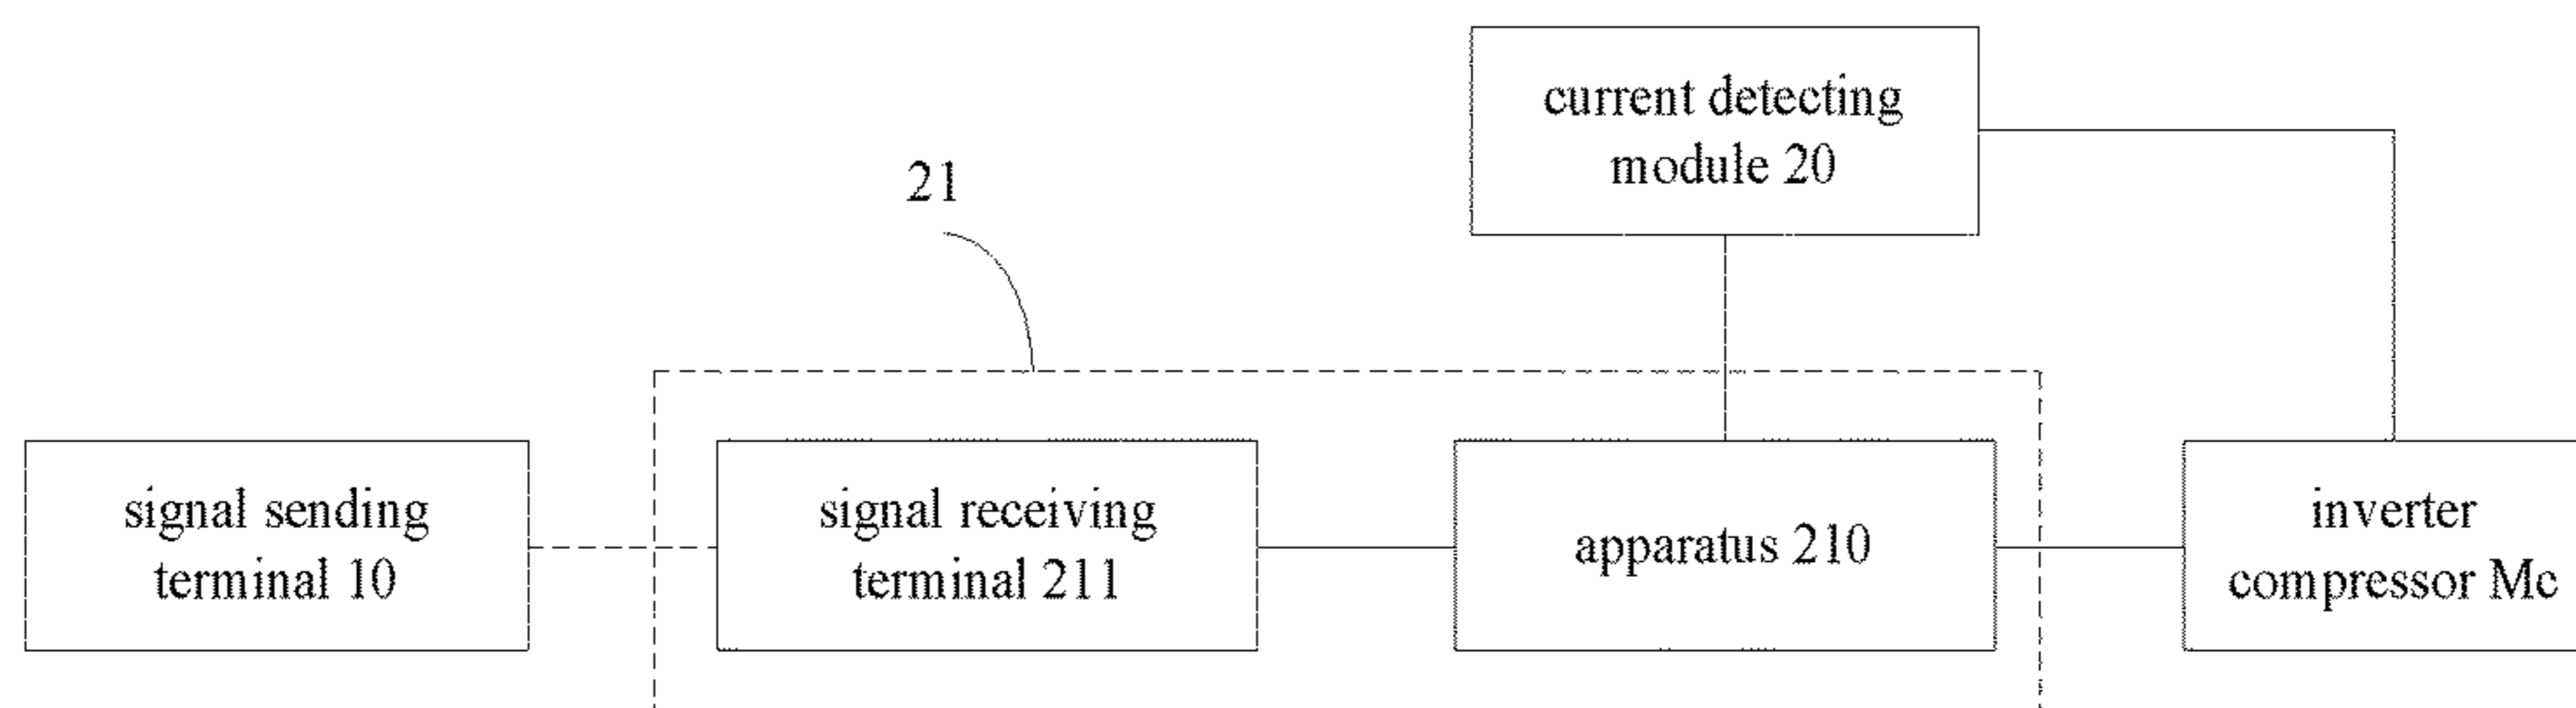 current detecting
module 20
21
signal sending
terminal 10
signal receiving
terminal 211
apparatus 210
inverter
compressor Mc